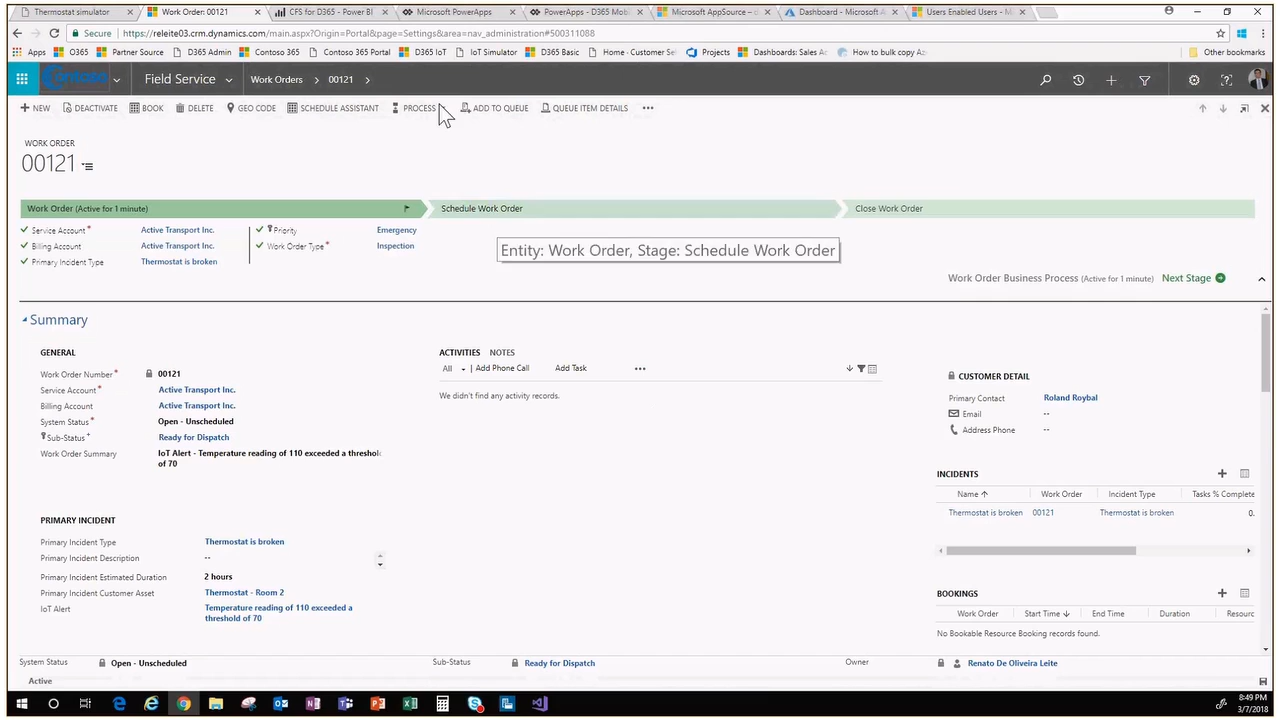 Thermostat simulator
Work Order: 00121
CFS for D365 - Power BI
Microsoft PowerApps
PowerApps - D365 Mobi
Microsoft AppSource – d
Dashboard - Microsoft A
Users Enabled Users - M
Secure
https://releite03.crm.dynamics.com/main.aspx?Origin=Portal&page=Settings&area=nav_administration#500311088
Apps
O365
Partner Source
D365 Admin
Contoso 365
Contoso 365 Portal
D365 IoT
IoT Simulator
D365 Basic
Home - Customer Se
Projects
Dashboards: Sales Ac
How to bulk copy Az
Other bookmarks
Contoso
Field Service
Work Orders
00121
NEW
DEACTIVATE
BOOK
DELETE
GEO CODE
SCHEDULE ASSISTANT
PROCESS
ADD TO QUEUE
QUEUE ITEM DETAILS
WORK ORDER
00121
Work Order (Active for 1 minute)
Schedule Work Order
Close Work Order
Service Account* Active Transport Inc.
Priority Emergency
Billing Account Active Transport Inc.
Work Order Type* Inspection
Primary Incident Type Thermostat is broken
Entity: Work Order, Stage: Schedule Work Order
Work Order Business Process (Active for 1 minute) Next Stage
Summary
GENERAL
Work Order Number* 00121
Service Account* Active Transport Inc.
Billing Account Active Transport Inc.
System Status* Open - Unscheduled
Sub-Status+ Ready for Dispatch
Work Order Summary IoT Alert - Temperature reading of 110 exceeded a threshol
of 70
PRIMARY INCIDENT
Primary Incident Type Thermostat is broken
Primary Incident Description --
Primary Incident Estimated Duration 2 hours
Primary Incident Customer Asset Thermostat - Room 2
IoT Alert Temperature reading of 110 exceeded a
threshold of 70
ACTIVITIES NOTES
All | Add Phone Call Add Task
We didn't find any activity records.
CUSTOMER DETAIL
Primary Contact Roland Roybal
Email --
Address Phone --
INCIDENTS
Name Work Order Incident Type Tasks % Complete
Thermostat is broken 00121 Thermostat is broken 0.
BOOKINGS
Work Order Start Time End Time Duration Resourc
No Bookable Resource Booking records found.
System Status Open - Unscheduled
Sub-Status Ready for Dispatch
Owner Renato De Oliveira Leite
Active
8:49 PM
3/7/2018